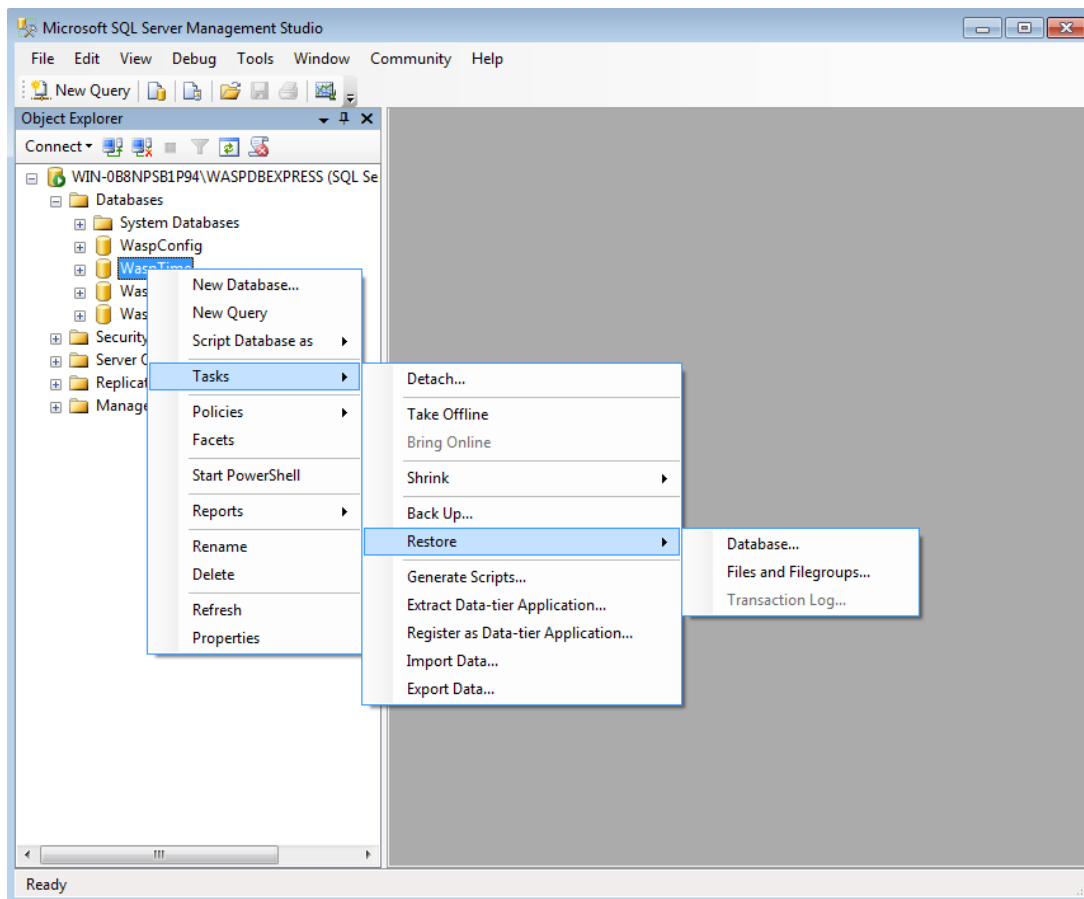 Microsoft SQL Server Management Studio
File Edit View Debug Tools Window Community Help
New Query
Object Explorer
Connect
WIN-0B8NPSB1P94\WASPDBEXPRESS (SQL Se
Databases
System Databases
WaspConfig
WaspTime
Was
Was
Security
Server O
Replicat
Manage
New Database...
New Query
Script Database as
Tasks
Policies
Facets
Start PowerShell
Reports
Rename
Delete
Refresh
Properties
Detach...
Take Offline
Bring Online
Shrink
Back Up...
Restore
Generate Scripts...
Extract Data-tier Application...
Register as Data-tier Application...
Import Data...
Export Data...
Database...
Files and Filegroups...
Transaction Log...
Ready